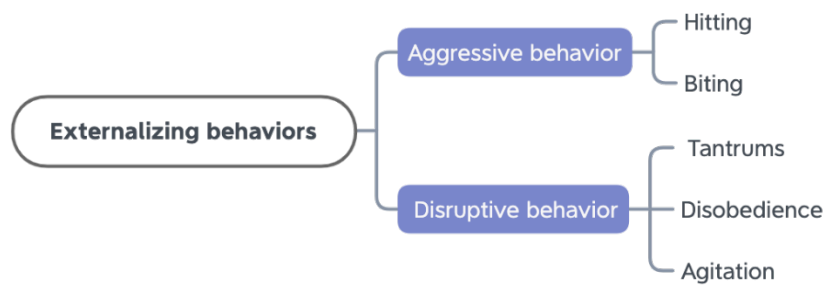 Externalizing behaviors
Aggressive behavior
Hitting
Biting
Disruptive behavior
Tantrums
Disobedience
Agitation